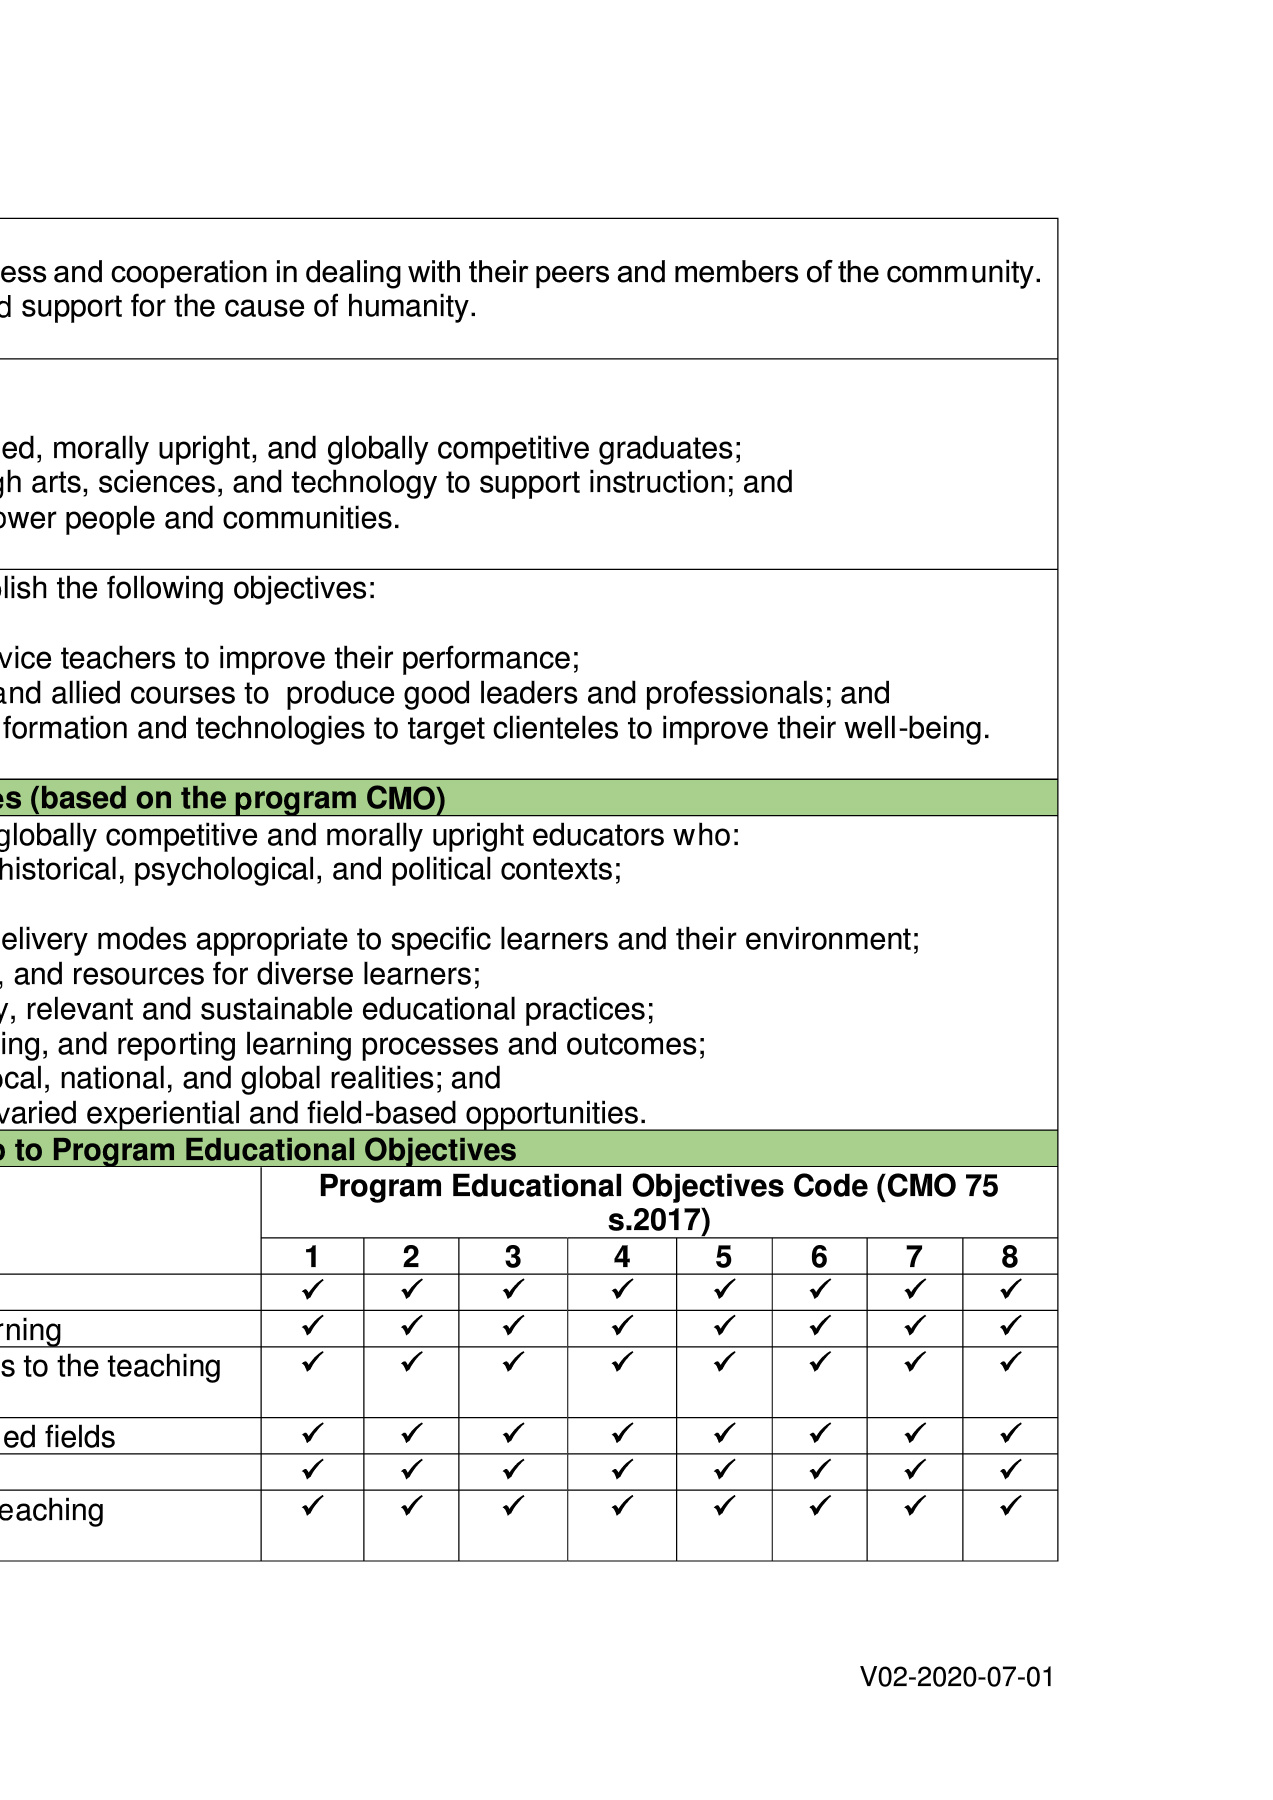 ess and cooperation in dealing with their peers and members of the community.
d support for the cause of humanity.
ed, morally upright, and globally competitive graduates;
gh arts, sciences, and technology to support instruction; and
ower people and communities.
lish the following objectives:
vice teachers to improve their performance;
and allied courses to produce good leaders and professionals; and
formation and technologies to target clienteles to improve their well-being.
es (based on the program CMO)
globally competitive and morally upright educators who:
historical, psychological, and political contexts;
elivery modes appropriate to specific learners and their environment;
, and resources for diverse learners;
y, relevant and sustainable educational practices;
ing, and reporting learning processes and outcomes;
ocal, national, and global realities; and
varied experiential and field-based opportunities.
p to Program Educational Objectives
Program Educational Objectives Code (CMO 75
s.2017)
1 2 3 4 5 6 7 8
✓ ✓ ✓ ✓ ✓ ✓ ✓ ✓
rning ✓ ✓ ✓ ✓ ✓ ✓ ✓ ✓
s to the teaching ✓ ✓ ✓ ✓ ✓ ✓ ✓ ✓
ed fields ✓ ✓ ✓ ✓ ✓ ✓ ✓ ✓
✓ ✓ ✓ ✓ ✓ ✓ ✓ ✓
eaching ✓ ✓ ✓ ✓ ✓ ✓ ✓ ✓
V02-2020-07-01